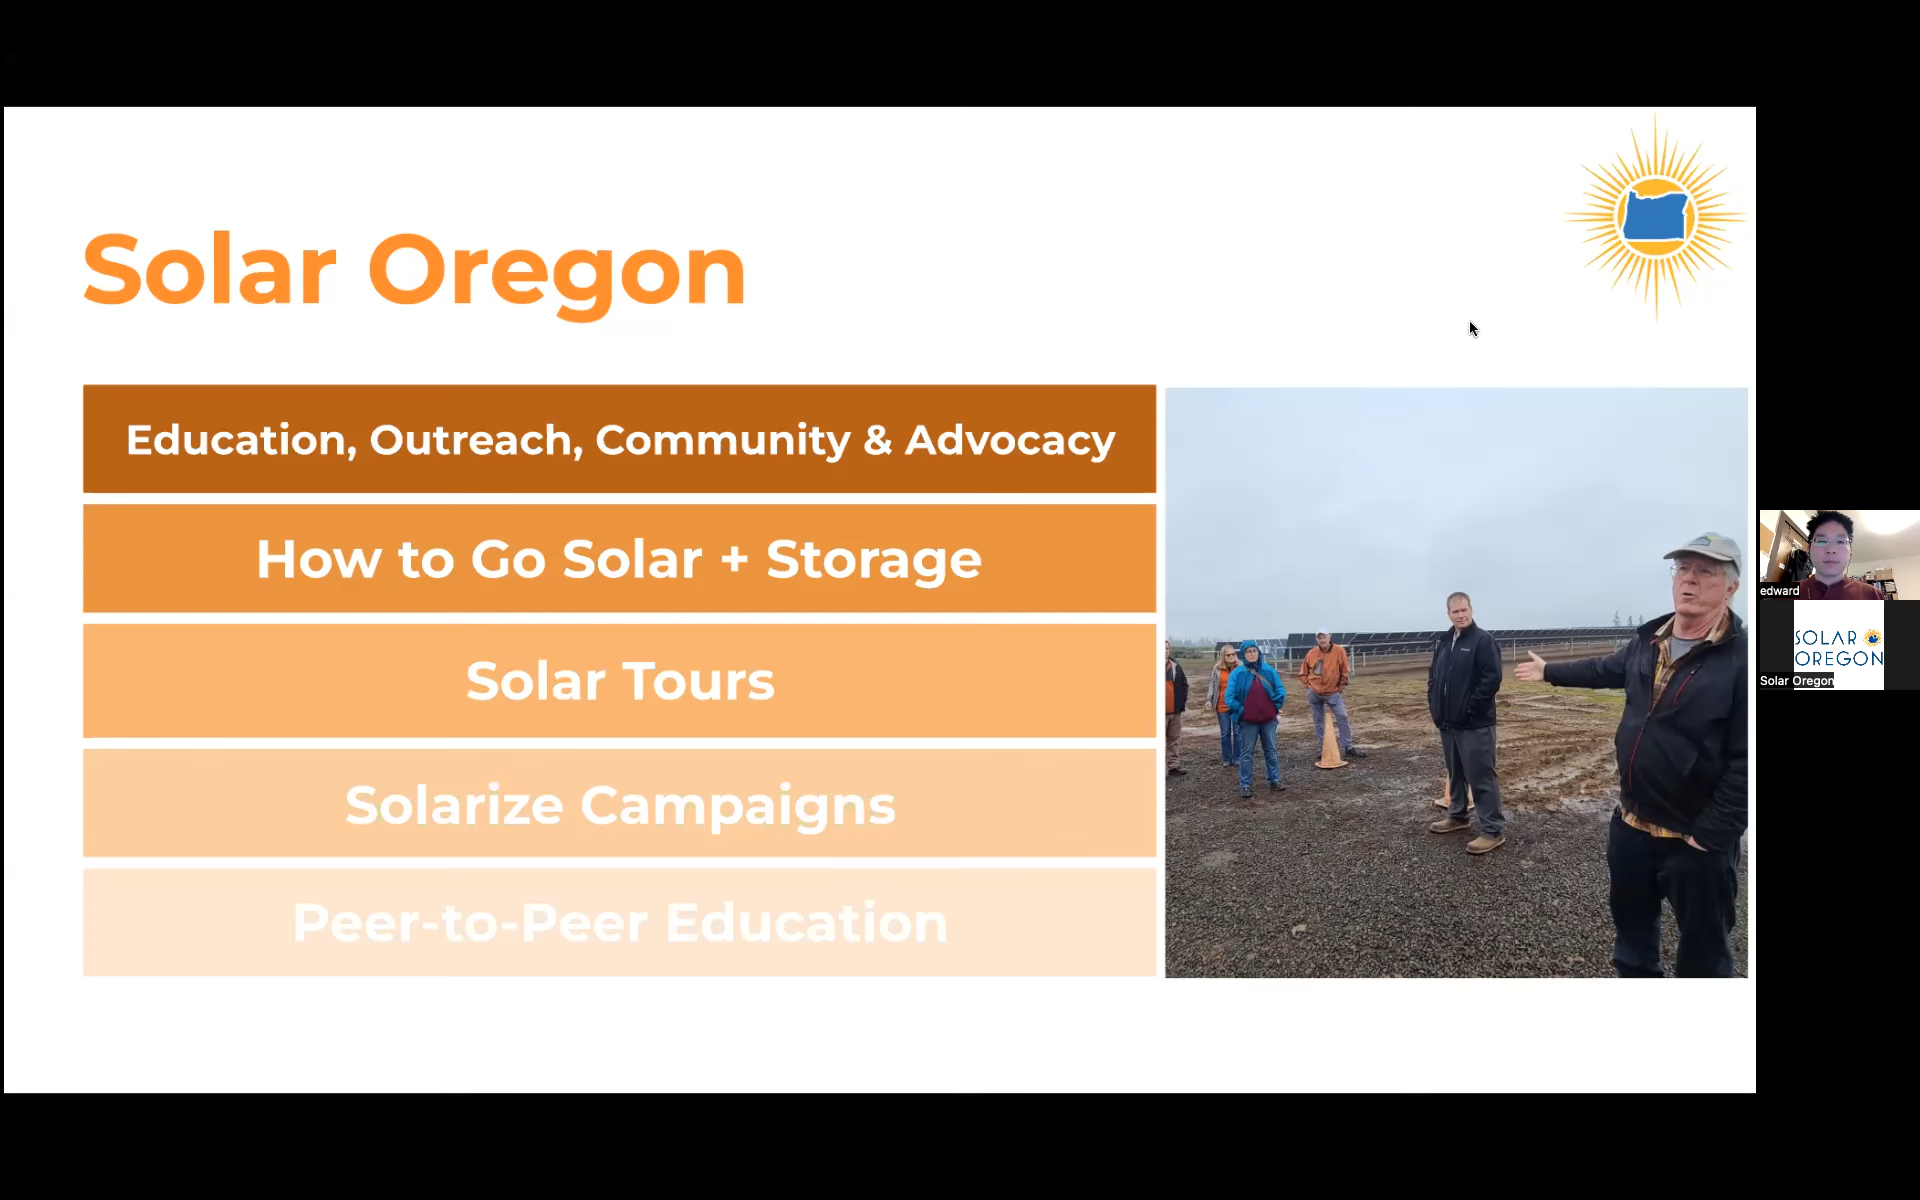 Solar Oregon
Education, Outreach, Community & Advocacy
How to Go Solar + Storage
Solar Tours
Solarize Campaigns
Peer-to-Peer Education
edward
SOLAR
OREGON
Solar Oregon